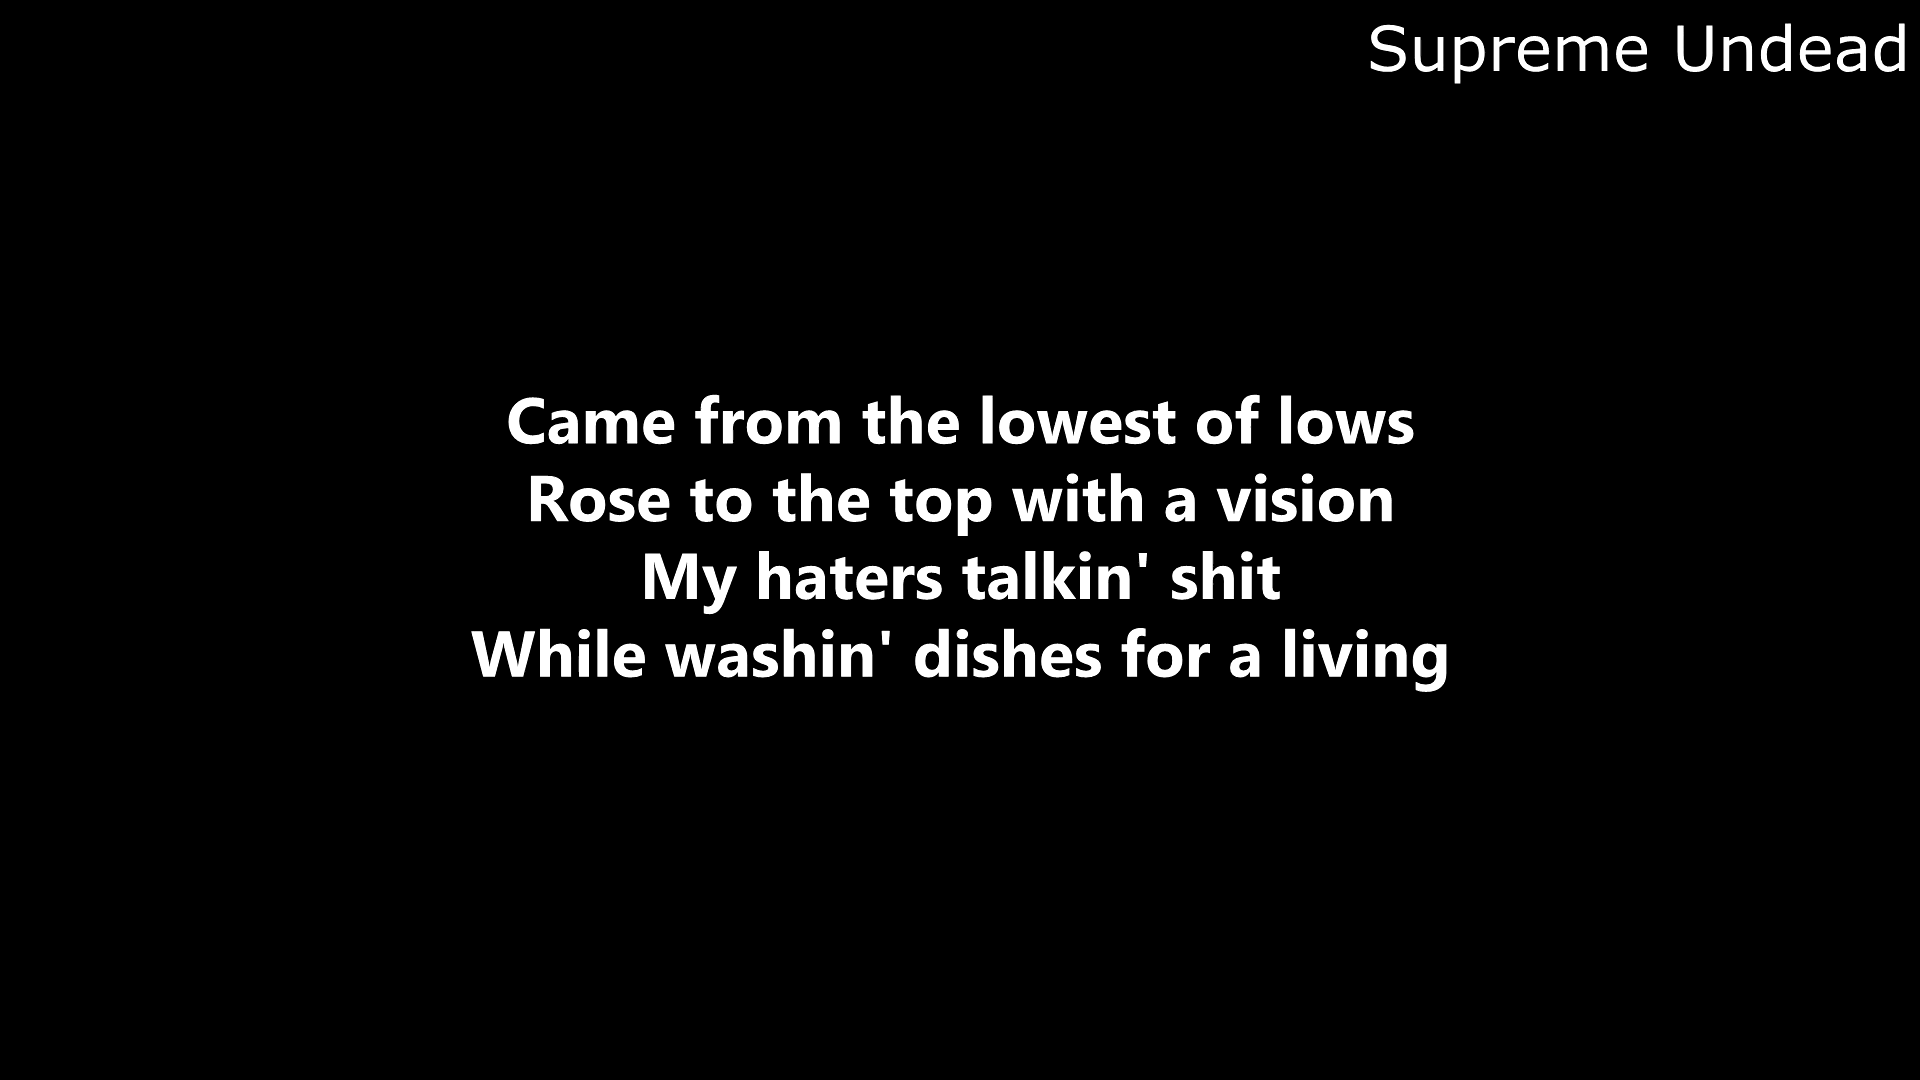 Supreme Undead
Came from the lowest of lows
Rose to the top with a vision
My haters talkin' shit
While washin' dishes for a living